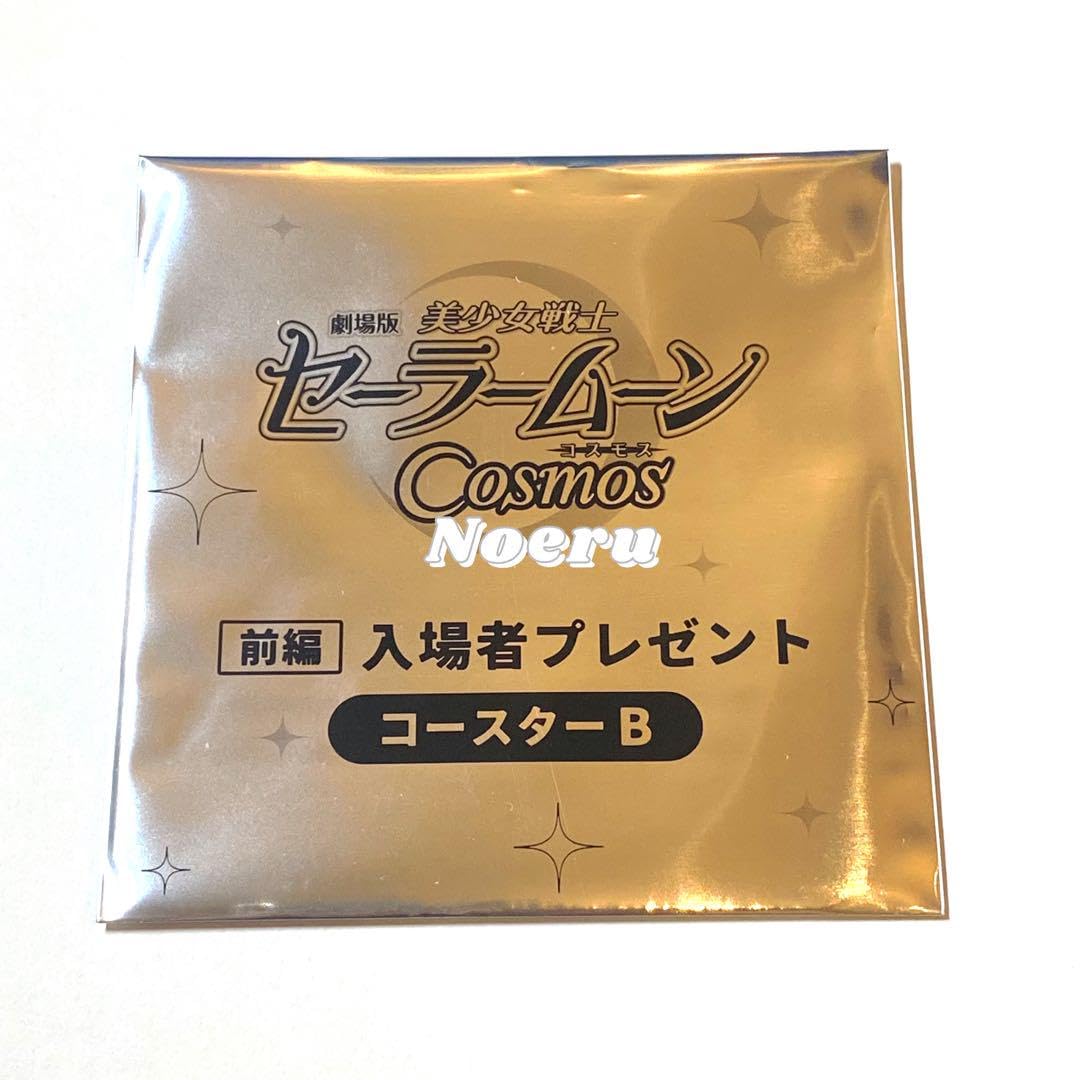 劇場版 美少女戦士
セーラームーン
コスモス
Cosmos
Noeru
前編 入場者プレゼント
コースターB